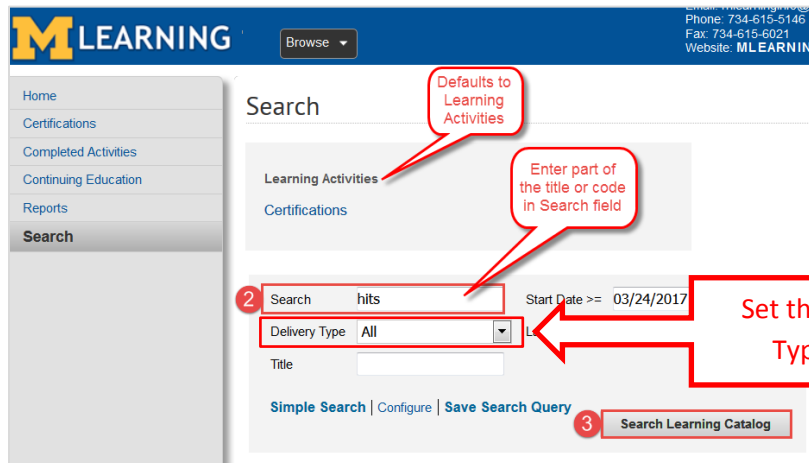 MLEARNING
Browse
Phone: 734-615-5146
Fax: 734-615-6021
Website: MLEARNIN
Home
Certifications
Completed Activities
Continuing Education
Reports
Search
Search
Defaults to
Learning
Activities
Learning Activities
Certifications
Enter part of
the title or code
in Search field
2 Search hits Start Date >= 03/24/2017
Delivery Type All
Title
Set th
Typ
Simple Search | Configure | Save Search Query
3 Search Learning Catalog